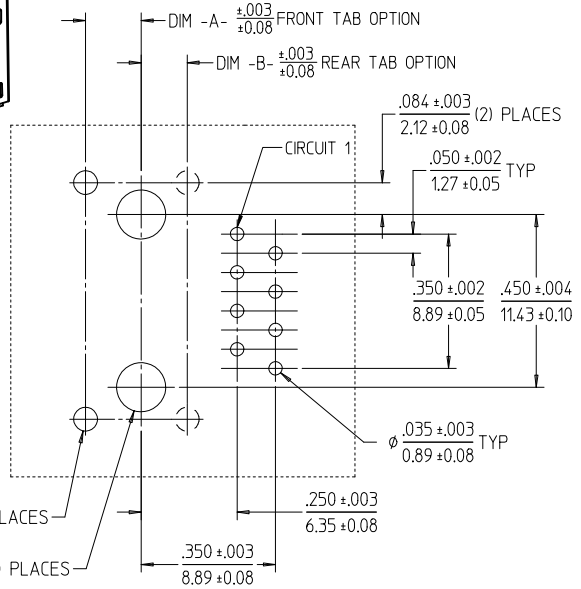 DIM -A- ±.003 FRONT TAB OPTION
±0.08
DIM -B- ±.003 REAR TAB OPTION
±0.08
.084 ±.003 (2) PLACES
2.12 ±0.08
CIRCUIT 1
.050 ±.002 TYP
1.27 ±0.05
.350 ±.002
8.89 ±0.05
.450 ±.004
11.43 ±0.10
ϕ .035 ±.003 TYP
0.89 ±0.08
.250 ±.003
6.35 ±0.08
PLACES
.350 ±.003
8.89 ±0.08
PLACES